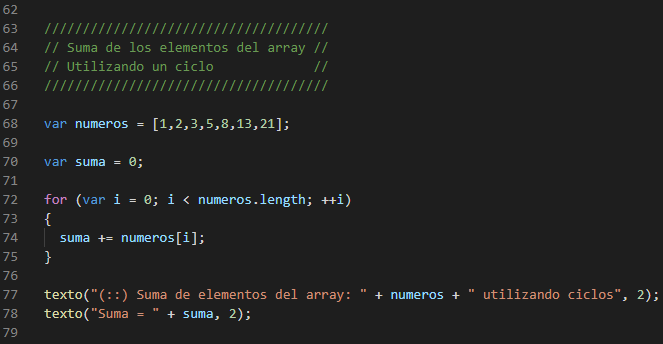 62
63 /////////////////////////////////////
64 // Suma de los elementos del array //
65 // Utilizando un ciclo             //
66 /////////////////////////////////////
67
68 var numeros = [1,2,3,5,8,13,21];
69
70 var suma = 0;
71
72 for (var i = 0; i < numeros.length; ++i)
73 {
74   suma += numeros[i];
75 }
76
77 texto("(::) Suma de elementos del array: " + numeros + " utilizando ciclos", 2);
78 texto("Suma = " + suma, 2);
79